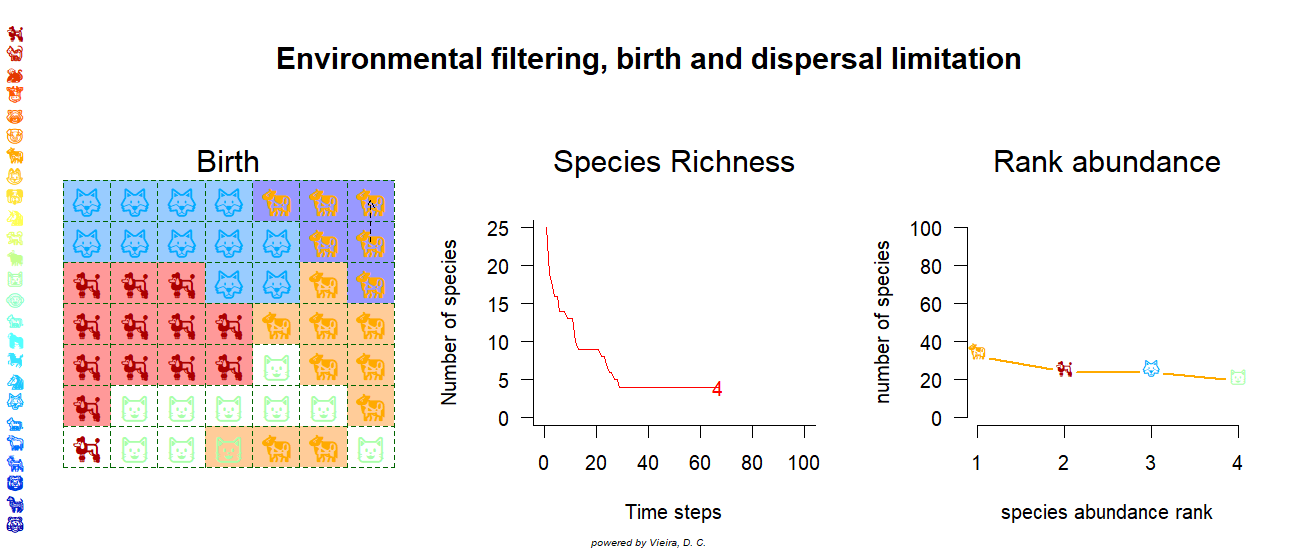 Environmental filtering, birth and dispersal limitation
Birth
Species Richness
Number of species
25
20
15
10
5
0
4
0 20 40 60 80 100
Time steps
Rank abundance
number of species
100
80
60
40
20
0
1 2 3 4
species abundance rank
powered by Vieira, D. C.